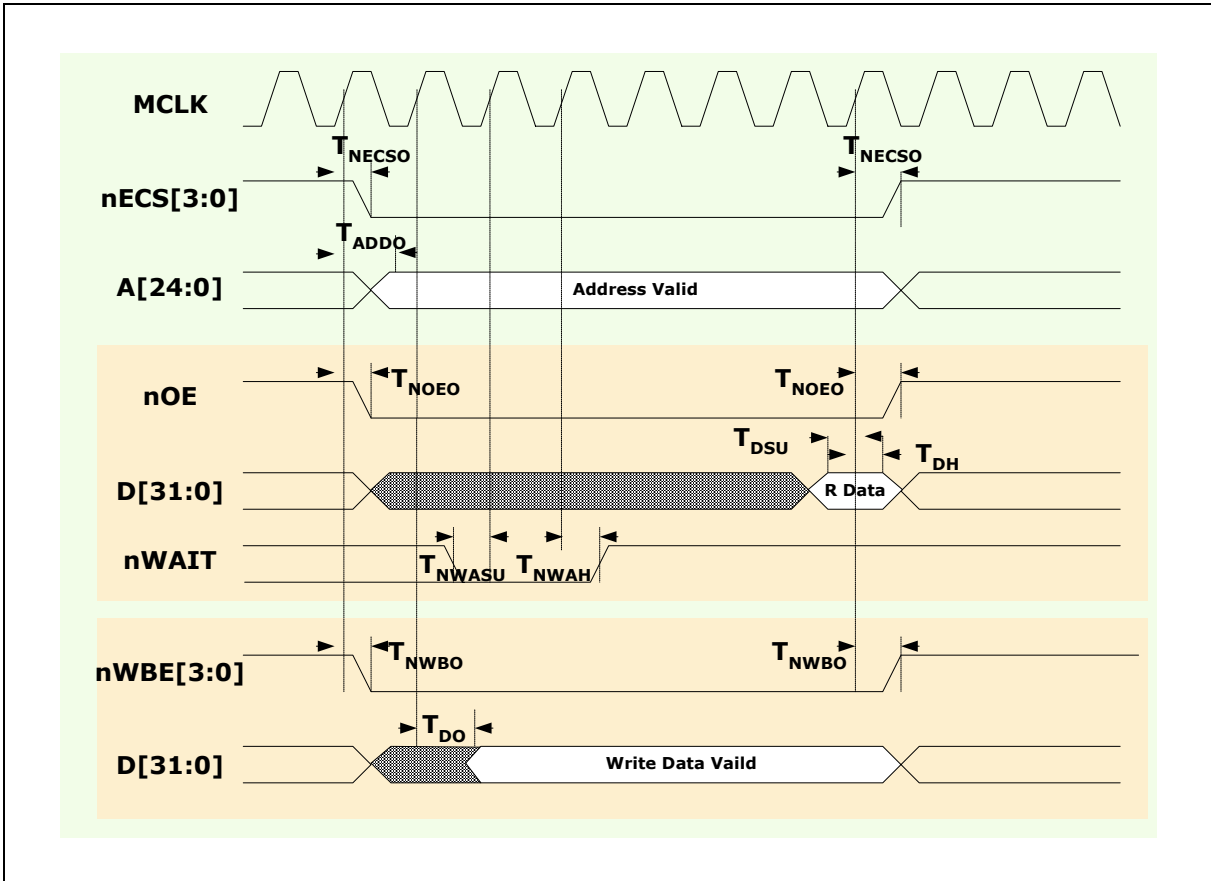 MCLK
TNECSO TNECSO
nECS[3:0]
TADDO
A[24:0] Address Valid
nOE TNOEO TNOEO
TDSU TDH
D[31:0] R Data
nWAIT TNWASU TNWAH
nWBE[3:0] TNWBO TNWBO
TDO
D[31:0] Write Data Vaild